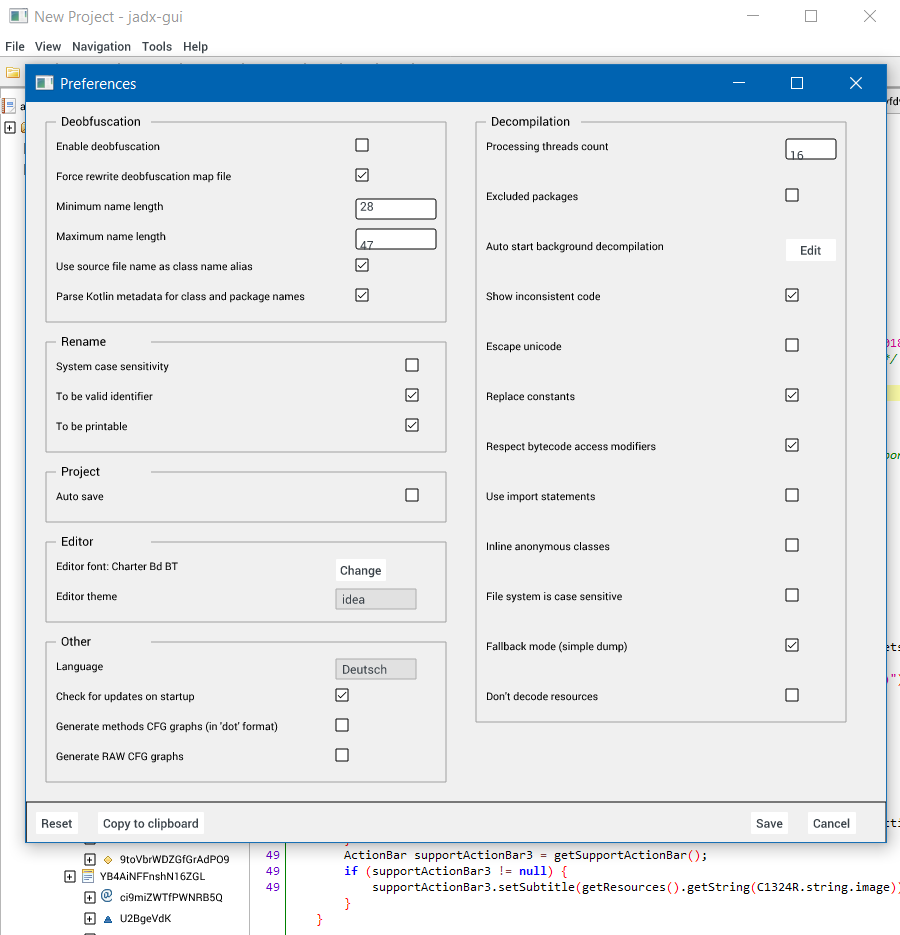 New Project - jadx-gui
File View Navigation Tools Help
Preferences
Deobfuscation
Enable deobfuscation
Force rewrite deobfuscation map file
Minimum name length 28
Maximum name length 47
Use source file name as class name alias
Parse Kotlin metadata for class and package names
Rename
System case sensitivity
To be valid identifier
To be printable
Project
Auto save
Editor
Editor font: Charter Bd BT Change
Editor theme idea
Other
Language Deutsch
Check for updates on startup
Generate methods CFG graphs (in 'dot' format)
Generate RAW CFG graphs
Decompilation
Processing threads count 16
Excluded packages
Auto start background decompilation Edit
Show inconsistent code
Escape unicode
Replace constants
Respect bytecode access modifiers
Use import statements
Inline anonymous classes
File system is case sensitive
Fallback mode (simple dump)
Don't decode resources
Reset Copy to clipboard Save Cancel
9toVbrWDZGfGrAdPO9
YB4AiNFFnshN16ZGL
ci9miZWTfPWNRB5Q
U2BgeVdK
49 ActionBar supportActionBar3 = getSupportActionBar();
49 if (supportActionBar3 != null) {
49 supportActionBar3.setSubtitle(getResources().getString(C1324R.string.image))
}
}